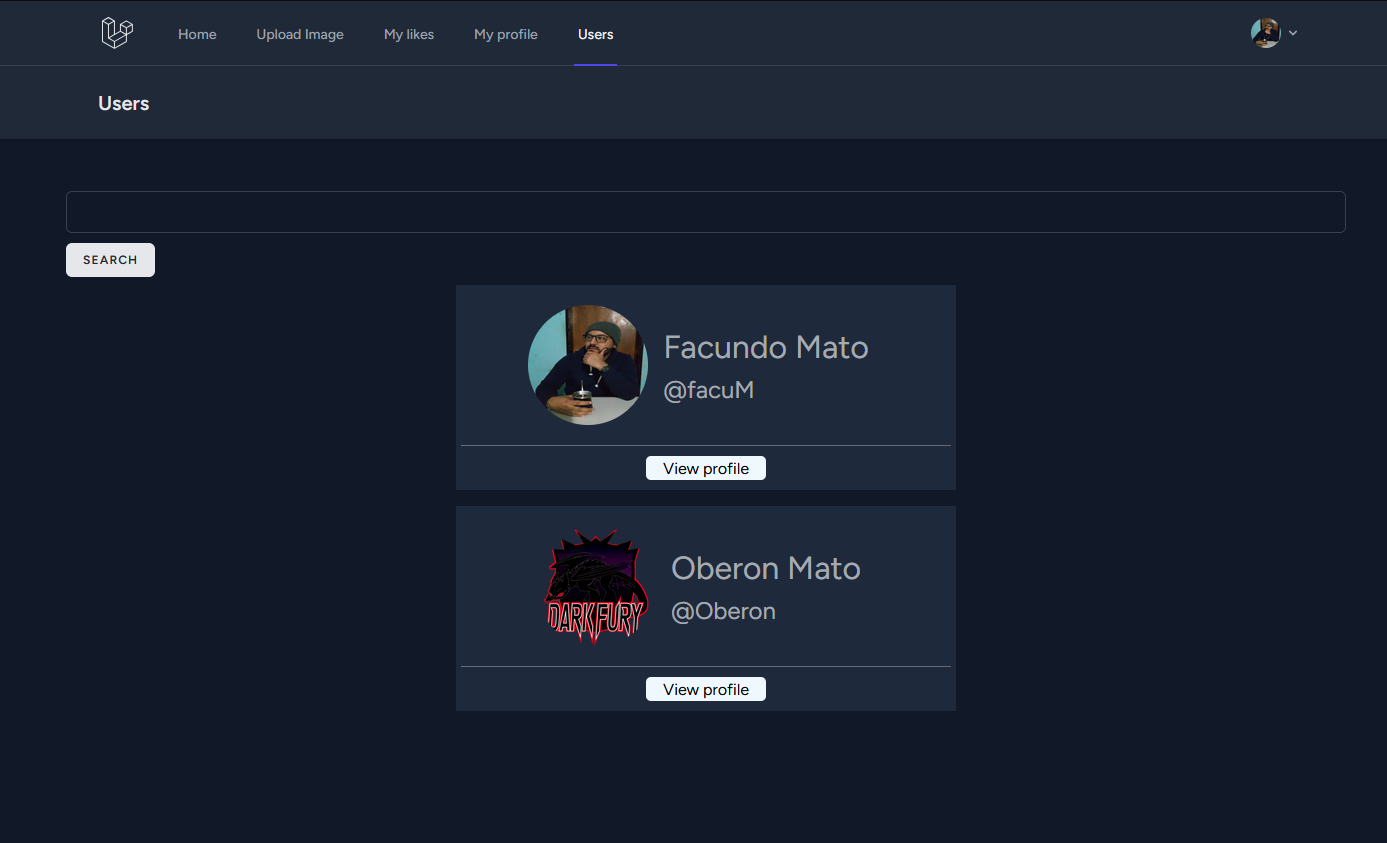 Home Upload Image My likes My profile Users
Users
SEARCH
Facundo Mato
@facuM
View profile
DARKFURY
Oberon Mato
@Oberon
View profile